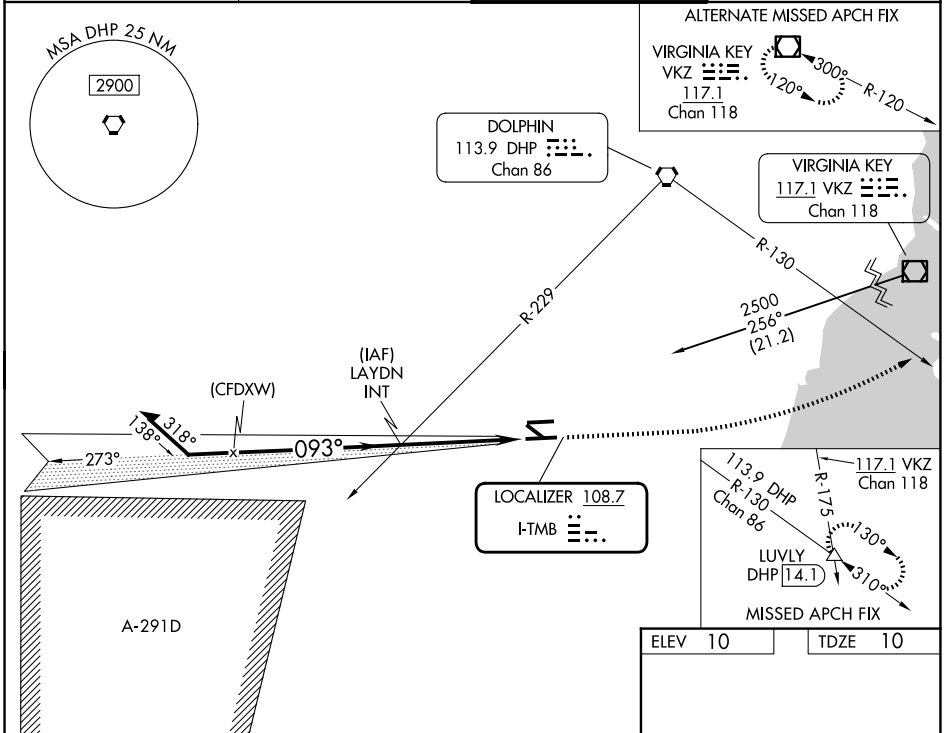 MSA DHP 25 NM
2900
ALTERNATE MISSED APCH FIX
VIRGINIA KEY
VKZ
117.1
Chan 118
300°
120°
R-120
DOLPHIN
113.9 DHP
Chan 86
VIRGINIA KEY
117.1 VKZ
Chan 118
R-130
R-229
2500
256°
(21.2)
(IAF)
LAYDN
INT
(CFDXW)
318°
138°
093°
273°
LOCALIZER 108.7
I-TMB
113.9 DHP
R-130
Chan 86
R-175
117.1 VKZ
Chan 118
130°
LUVLY
DHP 14.1
310°
MISSED APCH FIX
A-291D
ELEV 10
TDZE 10